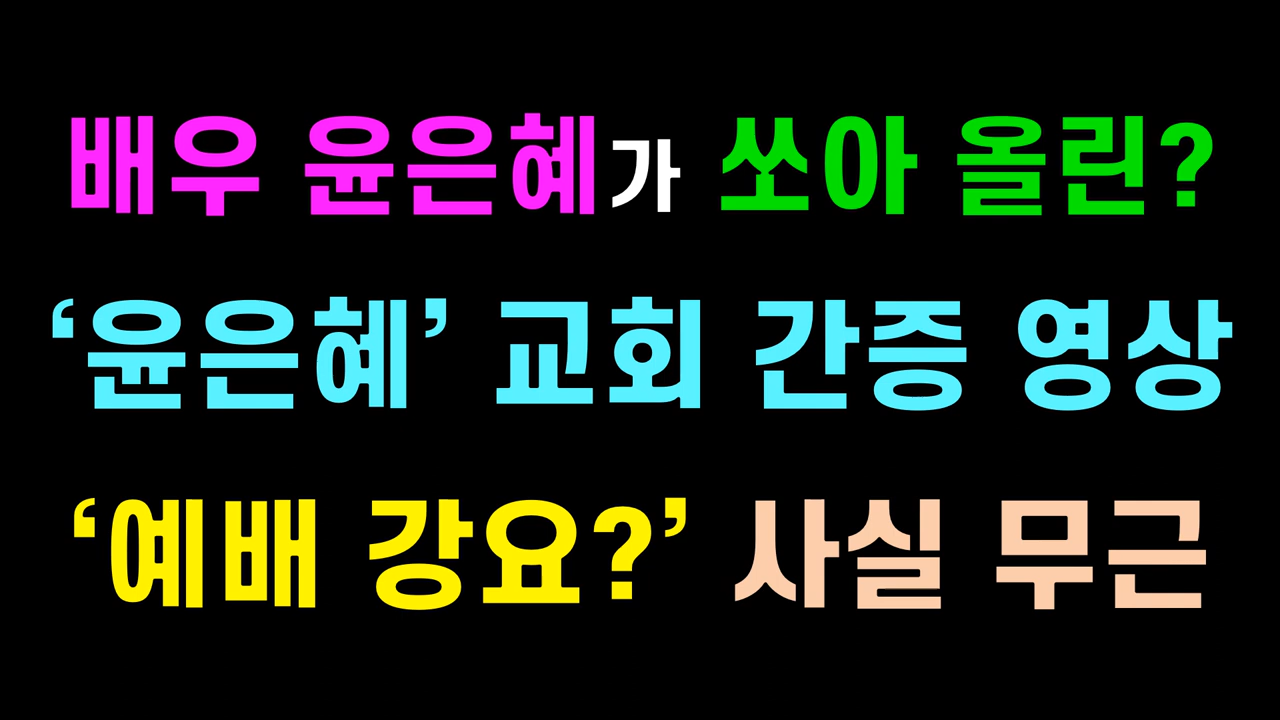 배우 윤은혜가 쏘아 올린?
‘윤은혜’ 교회 간증 영상
‘예배 강요?’ 사실 무근